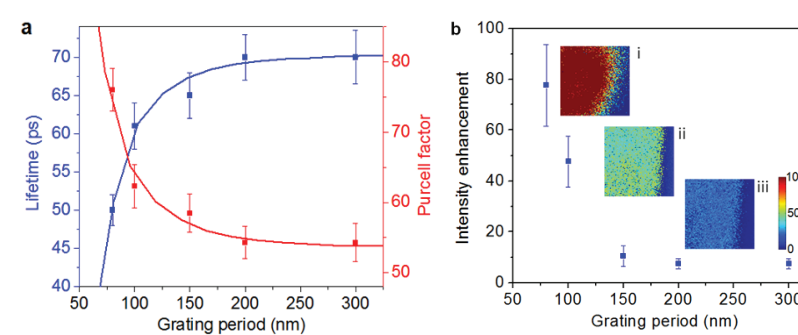 a
Lifetime (ps)
70
65
60
55
50
45
40
80
70
60
50
Purcell factor
50 100 150 200 250 300
Grating period (nm)
b
Intensity enhancement
100
80
60
40
20
0
i
ii
iii
10
0
50 100 150 200 250 300
Grating period (nm)